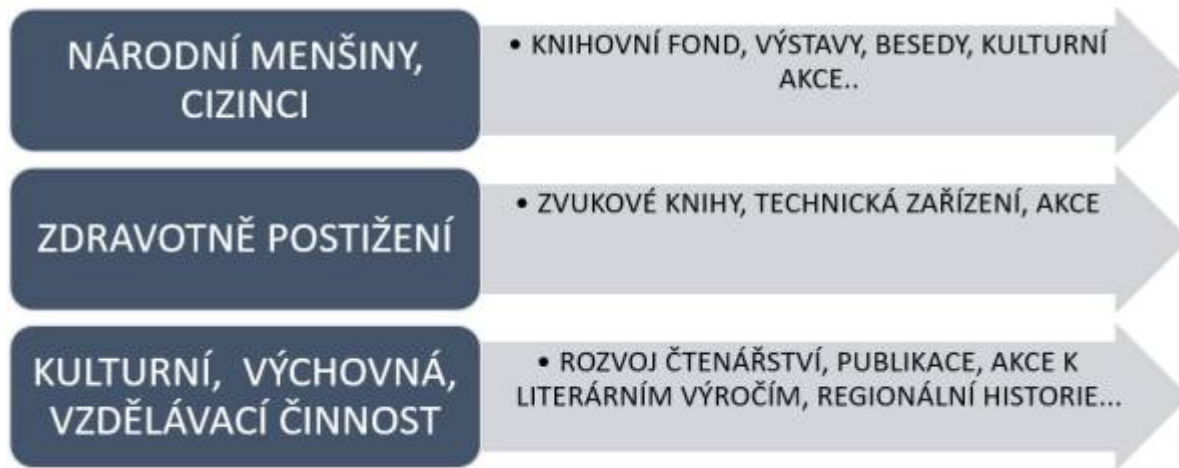 NÁRODNÍ MENŠINY,
CIZINCI
• KNIHOVNÍ FOND, VÝSTAVY, BESEDY, KULTURNÍ
AKCE..
ZDRAVOTNĚ POSTIŽENÍ
• ZVUKOVÉ KNIHY, TECHNICKÁ ZAŘÍZENÍ, AKCE
KULTURNÍ, VÝCHOVNÁ,
VZDĚLÁVACÍ ČINNOST
• ROZVOJ ČTENÁŘSTVÍ, PUBLIKACE, AKCE K
LITERÁRNÍM VÝROČÍM, REGIONÁLNÍ HISTORIE...